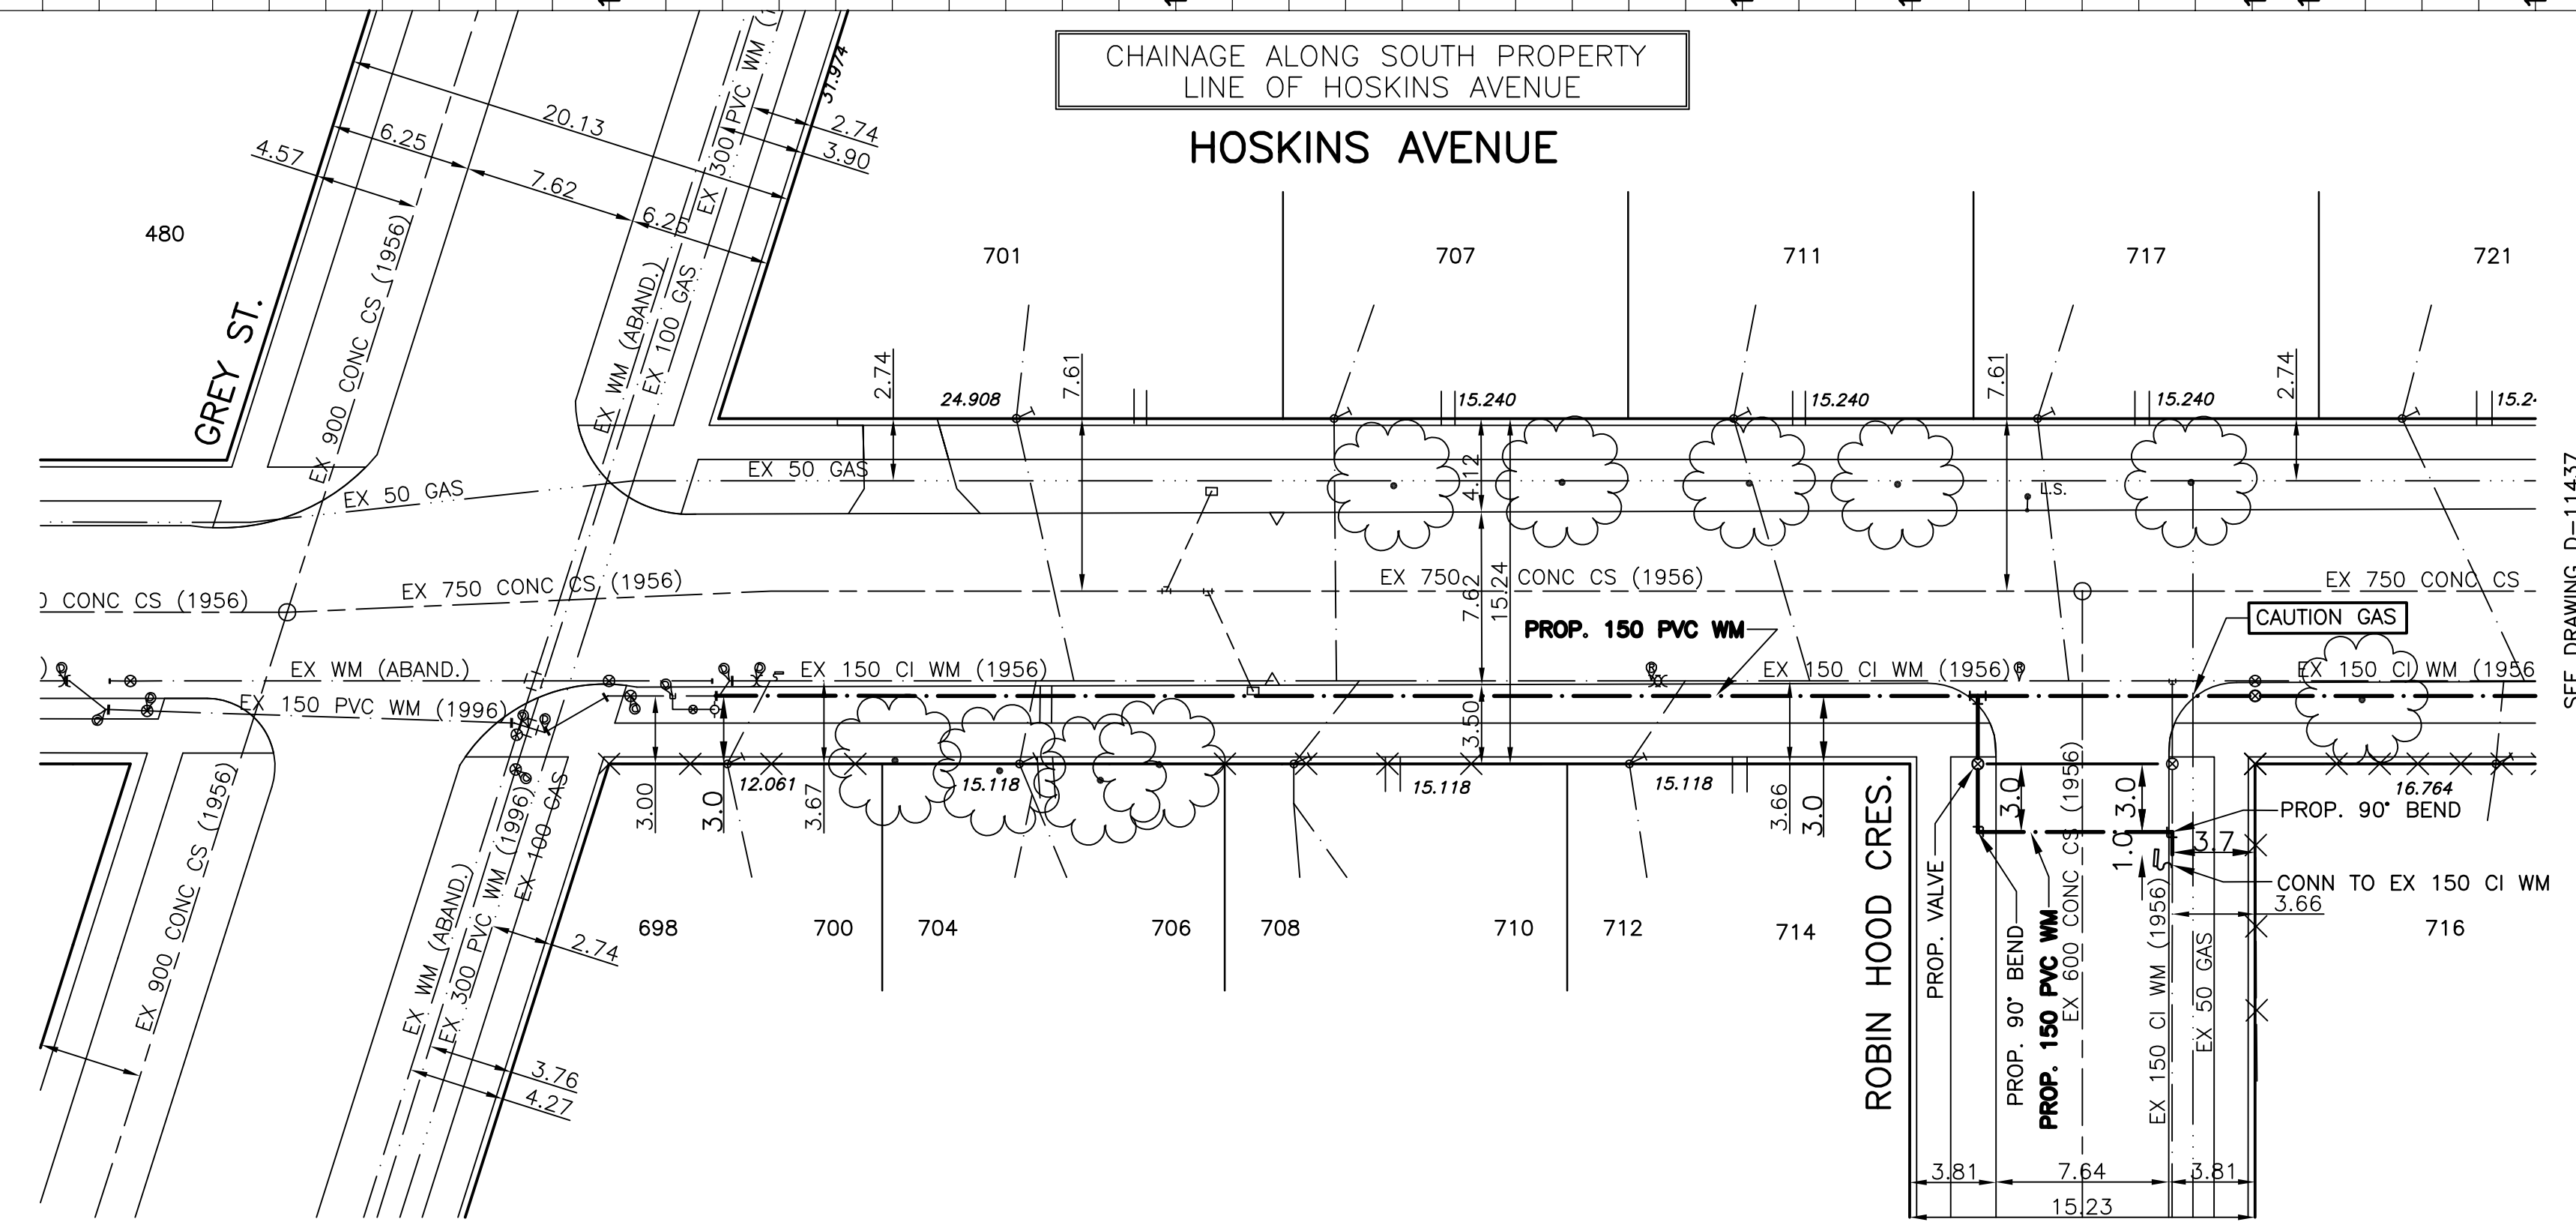 CHAINAGE ALONG SOUTH PROPERTY
LINE OF HOSKINS AVENUE
HOSKINS AVENUE
31.974
20.13
6.25
4.57
7.62
6.25
2.74
3.90
EX 300 PVC WM
480
GREY ST.
EX 900 CONC CS (1956)
EX WM (ABAND.)
EX 100 GAS
701
707
711
717
721
24.908
2.74
7.61
15.240
15.240
7.61
15.240
2.74
EX 50 GAS
EX 50 GAS
4.12
L.S.
SEE DRAWING D-11437
CONC CS (1956)
EX 750 CONC CS (1956)
EX 750 CONC CS (1956)
EX 750 CONC CS
7.62
15.24
PROP. 150 PVC WM
CAUTION GAS
EX WM (ABAND.)
EX 150 CI WM (1956)
EX 150 CI WM (1956)
EX 150 CI WM (1956
EX 150 PVC WM (1996)
3.50
3.00
3.0
12.061
3.67
15.118
15.118
15.118
3.66
3.0
3.0
3.0
16.764
PROP. 90° BEND
1.0
3.7
CONN TO EX 150 CI WM
3.66
EX 900 CONC CS (1956)
EX WM (ABAND.)
EX 300 PVC WM (1996)
EX 100 GAS
2.74
3.76
4.27
698
700
704
706
708
710
712
714
716
ROBIN HOOD CRES.
PROP. VALVE
PROP. 90° BEND
PROP. 150 PVC WM
EX 600 CONC CS (1956)
EX 150 CI WM (1956)
EX 50 GAS
3.81
7.64
3.81
15.23